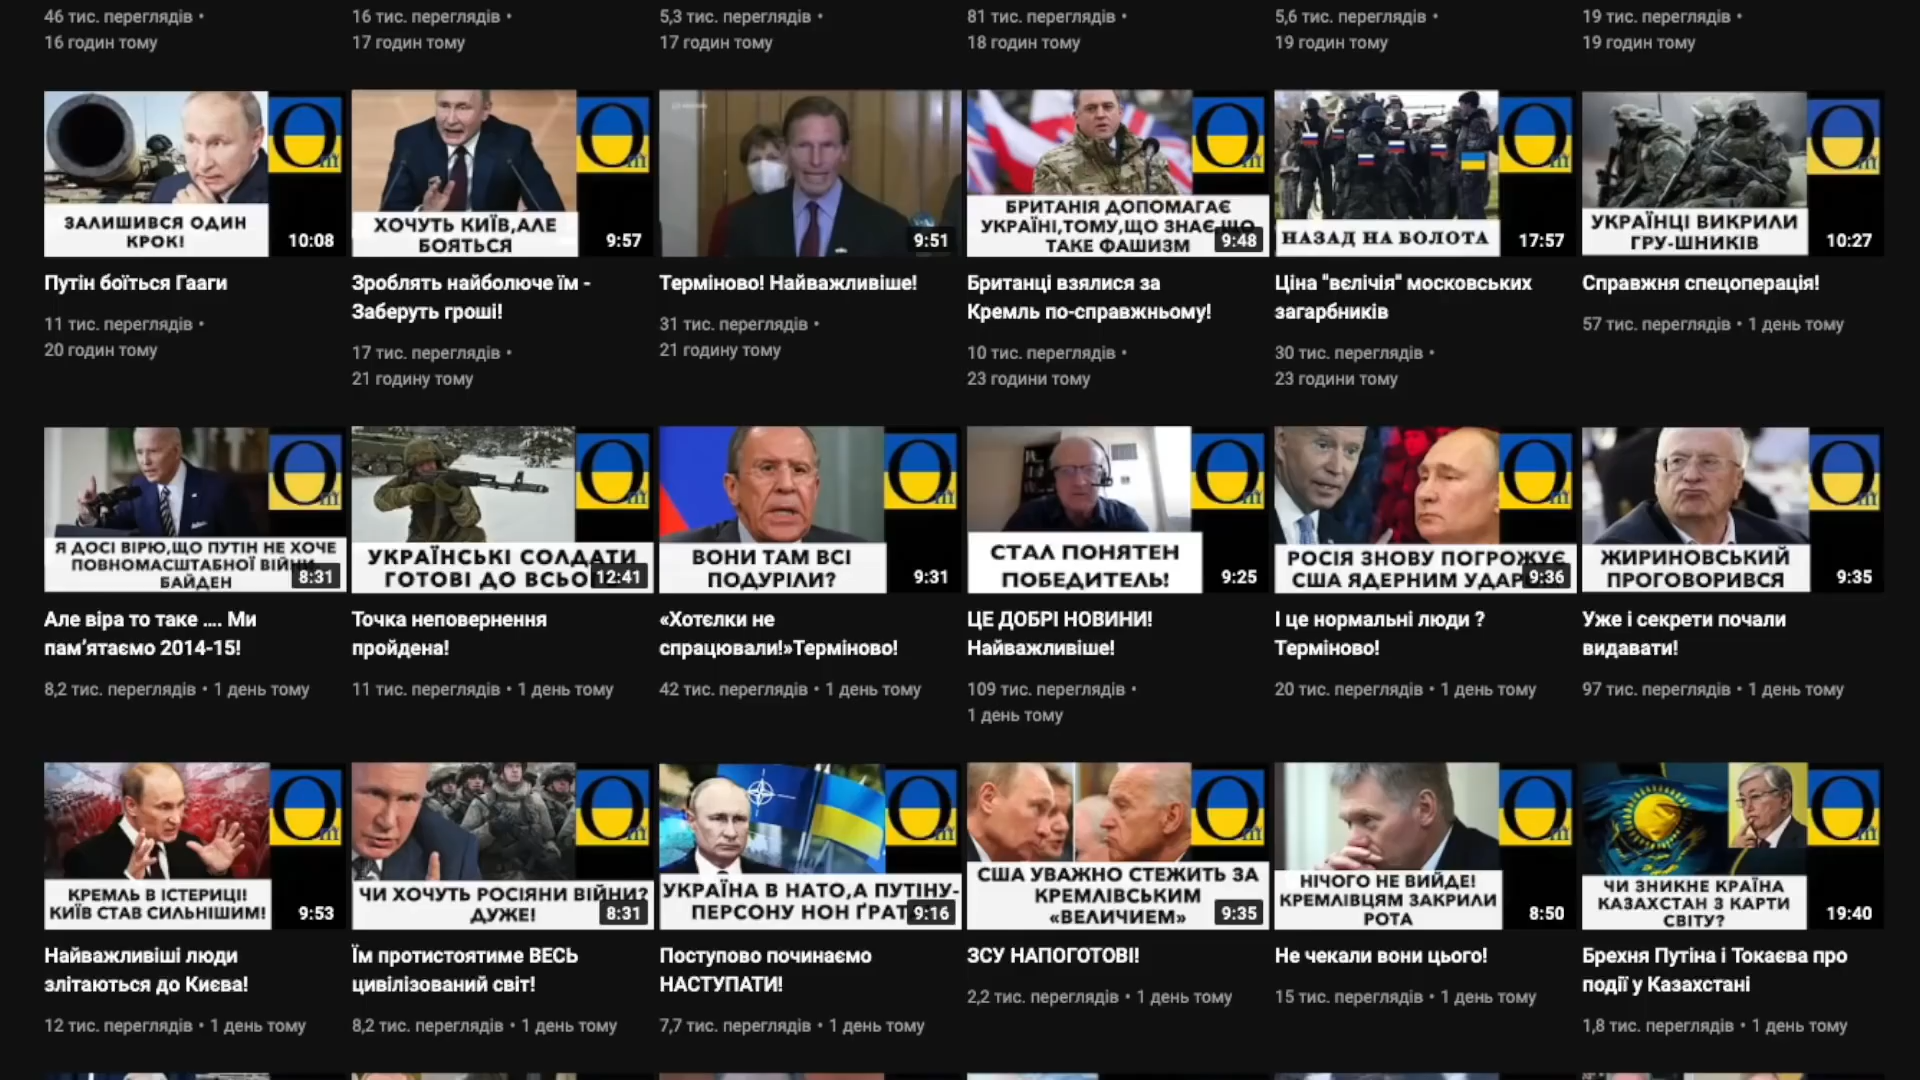 46 тис. переглядів •
16 годин тому
16 тис. переглядів •
17 годин тому
5,3 тис. переглядів •
17 годин тому
81 тис. переглядів •
18 годин тому
5,6 тис. переглядів •
19 годин тому
19 тис. переглядів •
19 годин тому
ЗАЛИШИВСЯ ОДИН
КРОК!
10:08
Путін боїться Гааги
11 тис. переглядів •
20 годин тому
ХОЧУТЬ КИЇВ,АЛЕ
БОЯТЬСЯ
9:57
Зроблять найболюче їм -
Заберуть гроші!
17 тис. переглядів •
21 годину тому
9:51
Терміново! Найважливіше!
31 тис. переглядів •
21 годину тому
БРИТАНІЯ ДОПОМАГАЄ
УКРАЇНІ,ТОМУ,ЩО ЗНАЄ,ЩО
ТАКЕ ФАШИЗМ
9:48
Британці взялися за
Кремль по-справжньому!
10 тис. переглядів •
23 години тому
НАЗАД НА БОЛОТА
17:57
Ціна "вєлічія" московських
загарбників
30 тис. переглядів •
23 години тому
УКРАЇНЦІ ВИКРИЛИ
ГРУ-ШНИКІВ
10:27
Справжня спецоперація!
57 тис. переглядів • 1 день тому
Я ДОСІ ВІРЮ,ЩО ПУТІН НЕ ХОЧЕ
ПОВНОМАСШТАБНОЇ ВІЙНИ
БАЙДЕН
8:31
Але віра то таке .... Ми
пам’ятаємо 2014-15!
8,2 тис. переглядів • 1 день тому
УКРАЇНСЬКІ СОЛДАТИ
ГОТОВІ ДО ВСЬО
12:41
Точка неповернення
пройдена!
11 тис. переглядів • 1 день тому
ВОНИ ТАМ ВСІ
ПОДУРІЛИ?
9:31
«Хотєлки не
спрацювали!»Терміново!
42 тис. переглядів • 1 день тому
СТАЛ ПОНЯТЕН
ПОБЕДИТЕЛЬ!
9:25
ЦЕ ДОБРІ НОВИНИ!
Найважливіше!
109 тис. переглядів •
1 день тому
РОСІЯ ЗНОВУ ПОГРОЖУЄ
США ЯДЕРНИМ УДАР
9:36
І це нормальні люди ?
Терміново!
20 тис. переглядів • 1 день тому
ЖИРИНОВСЬКИЙ
ПРОГОВОРИВСЯ
9:35
Уже і секрети почали
видавати!
97 тис. переглядів • 1 день тому
КРЕМЛЬ В ІСТЕРИЦІ!
КИЇВ СТАВ СИЛЬНІШИМ!
9:53
Найважливіші люди
злітаються до Києва!
12 тис. переглядів • 1 день тому
ЧИ ХОЧУТЬ РОСІЯНИ ВІЙНИ?
ДУЖЕ!
8:31
Їм протистоятиме ВЕСЬ
цивілізований світ!
8,2 тис. переглядів • 1 день тому
УКРАЇНА В НАТО,А ПУТІНУ-
ПЕРСОНУ НОН ҐРАТ
9:16
Поступово починаємо
НАСТУПАТИ!
7,7 тис. переглядів • 1 день тому
США УВАЖНО СТЕЖИТЬ ЗА
КРЕМЛІВСЬКИМ
«ВЕЛИЧИЕМ»
9:35
ЗСУ НАПОГОТОВІ!
2,2 тис. переглядів • 1 день тому
НІЧОГО НЕ ВИЙДЕ!
КРЕМЛІВЦЯМ ЗАКРИЛИ
РОТА
8:50
Не чекали вони цього!
15 тис. переглядів • 1 день тому
ЧИ ЗНИКНЕ КРАЇНА
КАЗАХСТАН З КАРТИ
СВІТУ?
19:40
Брехня Путіна і Токаєва про
події у Казахстані
1,8 тис. переглядів • 1 день тому